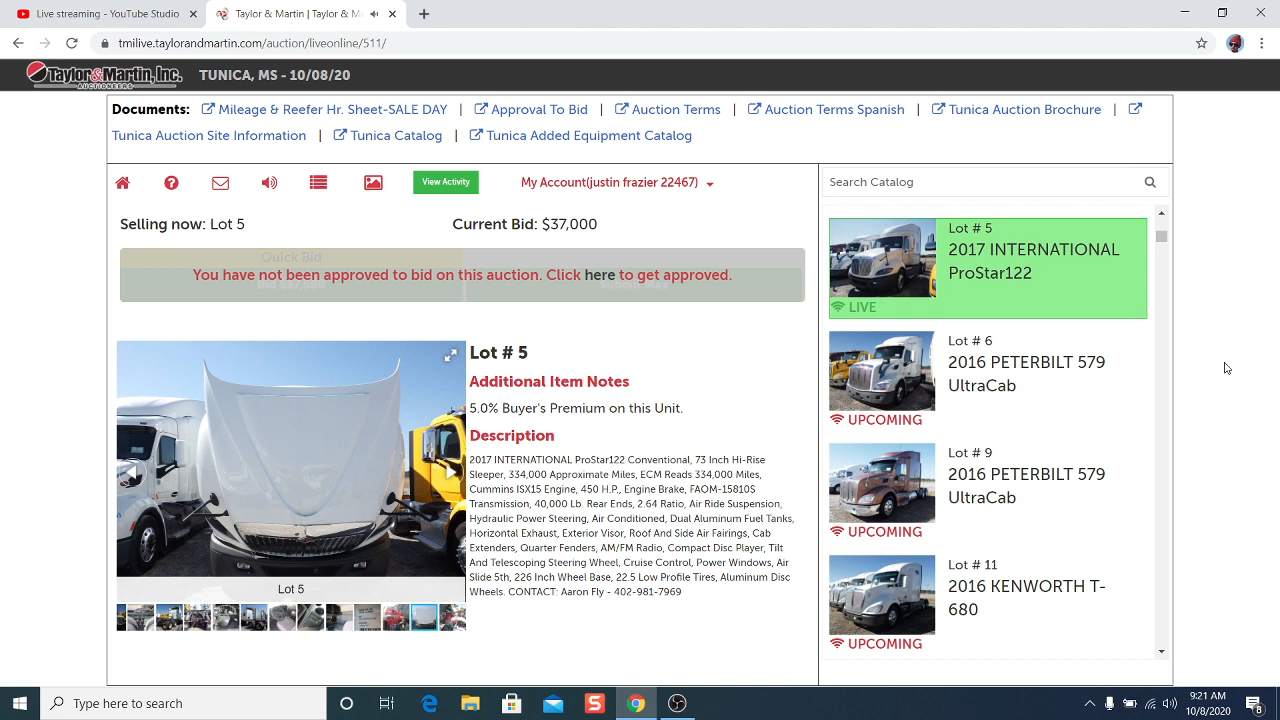 Live streaming - YouTube Studio
Taylor & Martin | Taylor & M
tmlive.taylorandmartin.com/auction/liveonline/511/
Taylor&Martin, Inc.
AUCTIONEERS
TUNICA, MS - 10/08/20
Documents: Mileage & Reefer Hr. Sheet-SALE DAY | Approval To Bid | Auction Terms | Auction Terms Spanish | Tunica Auction Brochure |
Tunica Auction Site Information | Tunica Catalog | Tunica Added Equipment Catalog
View Activity
My Account(justin frazier 22467)
Search Catalog
Selling now: Lot 5
Current Bid: $37,000
Quick Bid
You have not been approved to bid on this auction. Click here to get approved.
Bid $37,500
Submit Max
Lot 5
Lot # 5
Additional Item Notes
5.0% Buyer's Premium on this Unit.
Description
2017 INTERNATIONAL ProStar122 Conventional, 73 Inch Hi-Rise
Sleeper, 334,000 Approximate Miles, ECM Reads 334,000 Miles,
Cummins ISX15 Engine, 450 H.P., Engine Brake, FAOM-15810S
Transmission, 40,000 Lb. Rear Ends, 2.64 Ratio, Air Ride Suspension,
Hydraulic Power Steering, Air Conditioned, Dual Aluminum Fuel Tanks,
Horizontal Exhaust, Exterior Visor, Roof And Side Air Fairings, Cab
Extenders, Quarter Fenders, AM/FM Radio, Compact Disc Player, Tilt
And Telescoping Steering Wheel, Cruise Control, Power Windows, Air
Slide 5th, 226 Inch Wheel Base, 22.5 Low Profile Tires, Aluminum Disc
Wheels. CONTACT: Aaron Fly - 402-981-7969
Lot # 5
2017 INTERNATIONAL
ProStar122
LIVE
Lot # 6
2016 PETERBILT 579
UltraCab
UPCOMING
Lot # 9
2016 PETERBILT 579
UltraCab
UPCOMING
Lot # 11
2016 KENWORTH T-
680
UPCOMING
Type here to search
9:21 AM
10/8/2020
8